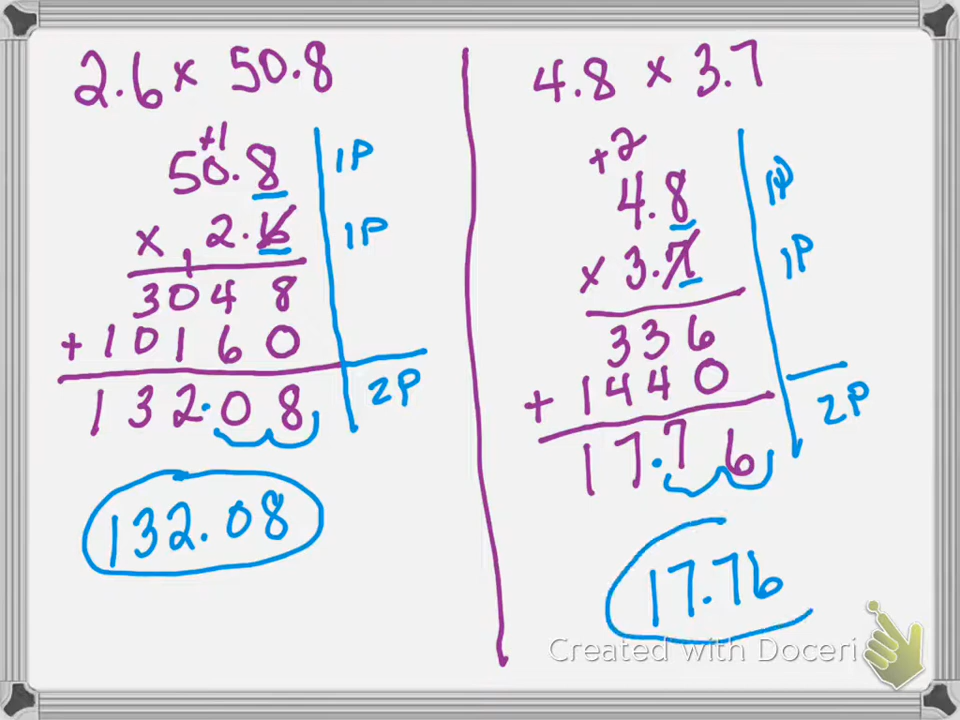 2.6 x 50.8
+1
50.8 1P
x 2.6 1P
1
3048
+ 10160 2P
132.08
132.08
4.8 x 3.7
+2
4.8 1P
x 3.7 1P
336
+ 1440 2P
17.76
17.76
Created with Doceri